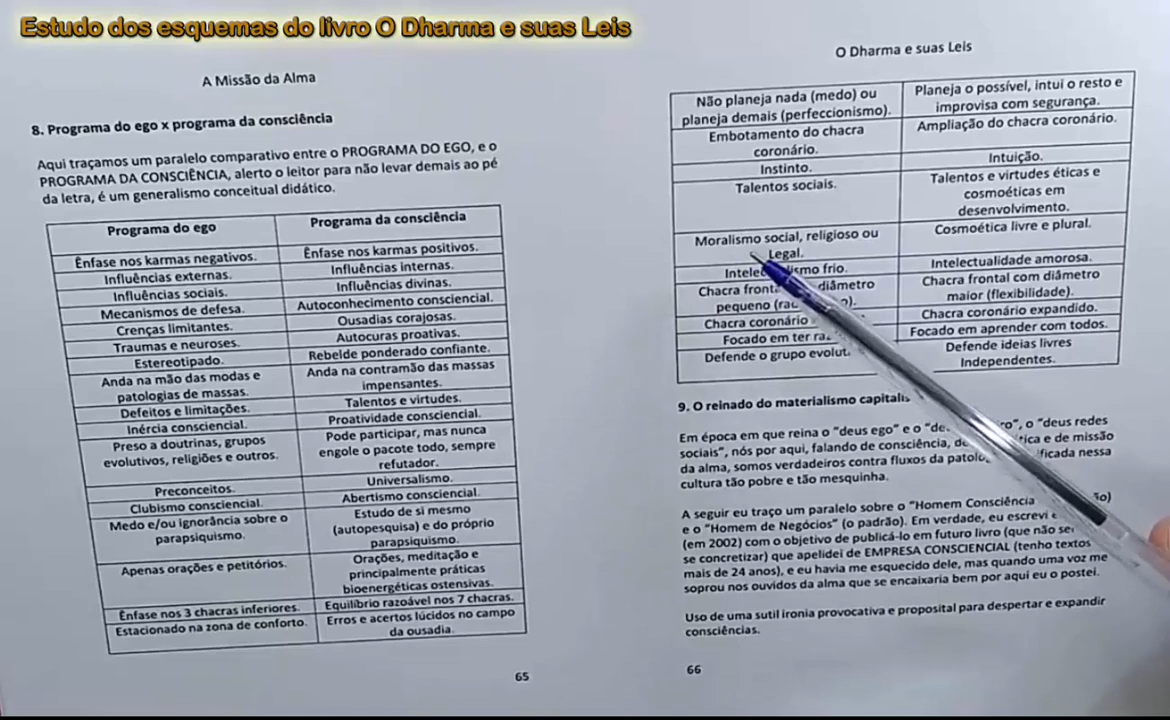 Estudo dos esquemas do livro O Dharma e suas Leis
A Missão da Alma
8. Programa do ego x programa da consciência
Aqui traçamos um paralelo comparativo entre o PROGRAMA DO EGO, e o
PROGRAMA DA CONSCIÊNCIA, alerto o leitor para não levar demais ao pé
da letra, é um generalismo conceitual didático.
Programa do ego
Programa da consciência
Ênfase nos karmas negativos.
Ênfase nos karmas positivos.
Influências externas.
Influências internas.
Influências sociais.
Influências divinas.
Mecanismos de defesa.
Autoconhecimento consciencial.
Crenças limitantes.
Ousadias corajosas.
Traumas e neuroses.
Autocuras proativas.
Estereotipado.
Rebelde ponderado confiante.
Anda na mão das modas e
patologias de massas.
Anda na contramão das massas
impensantes.
Defeitos e limitações.
Talentos e virtudes.
Inércia consciencial.
Proatividade consciencial.
Preso a doutrinas, grupos
evolutivos, religiões e outros.
Pode participar, mas nunca
engole o pacote todo, sempre
refutador.
Preconceitos.
Universalismo.
Clubismo consciencial.
Abertismo consciencial.
Medo e/ou ignorância sobre o
parapsiquismo.
Estudo de si mesmo
(autopesquisa) e do próprio
parapsiquismo.
Apenas orações e petitórios.
Orações, meditação e
principalmente práticas
bioenergéticas ostensivas.
Ênfase nos 3 chacras inferiores.
Equilíbrio razoável nos 7 chacras.
Estacionado na zona de conforto.
Erros e acertos lúcidos no campo
da ousadia.
65
O Dharma e suas Leis
Não planeja nada (medo) ou
planeja demais (perfeccionismo).
Planeja o possível, intui o resto e
improvisa com segurança.
Embotamento do chacra
coronário.
Ampliação do chacra coronário.
Instinto.
Intuição.
Talentos sociais.
Talentos e virtudes éticas e
cosmoéticas em
desenvolvimento.
Moralismo social, religioso ou
Legal.
Cosmoética livre e plural.
frio.
Intelectualidade amorosa.
Chacra diâmetro
pequeno
Chacra frontal com diâmetro
maior (flexibilidade).
Chacra coronário
Chacra coronário expandido.
Focado em ter
Focado em aprender com todos.
Defende o grupo
Defende ideias livres
Independentes.
9. O reinado do materialismo
Em época em que reina o "deus ego" e o o "deus redes
sociais", nós por aqui, falando de consciência, e de missão
da alma, somos verdadeiros contra fluxos da nessa
cultura tão pobre e tão mesquinha.
A seguir eu traço um paralelo sobre o "Homem Consciência
e o "Homem de Negócios" (o padrão). Em verdade, eu escrevi
(em 2002) com o objetivo de publicá-lo em futuro livro (que não
se concretizar) que apelidei de EMPRESA CONSCIENCIAL (tenho textos
mais de 24 anos), e eu havia me esquecido dele, mas quando uma voz me
soprou nos ouvidos da alma que se encaixaria bem por aqui eu o postei.
Uso de uma sutil ironia provocativa e proposital para despertar e expandir
consciências.
66